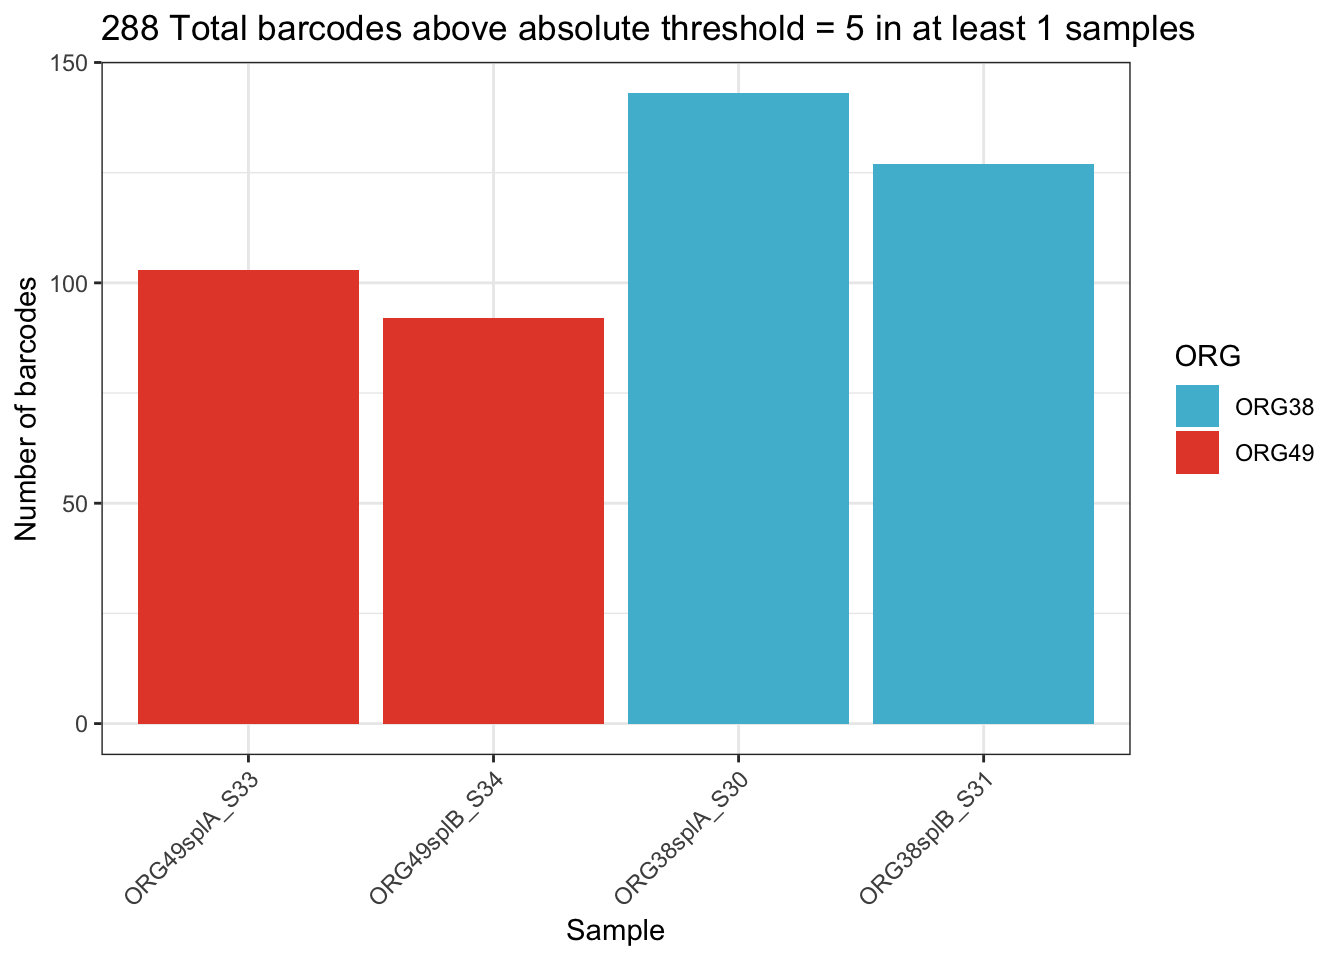 288 Total barcodes above absolute threshold = 5 in at least 1 samples
150
100
50
0
Number of barcodes
ORG49splA_S33
ORG49splB_S34
ORG38splA_S30
ORG38splB_S31
Sample
ORG
ORG38
ORG49